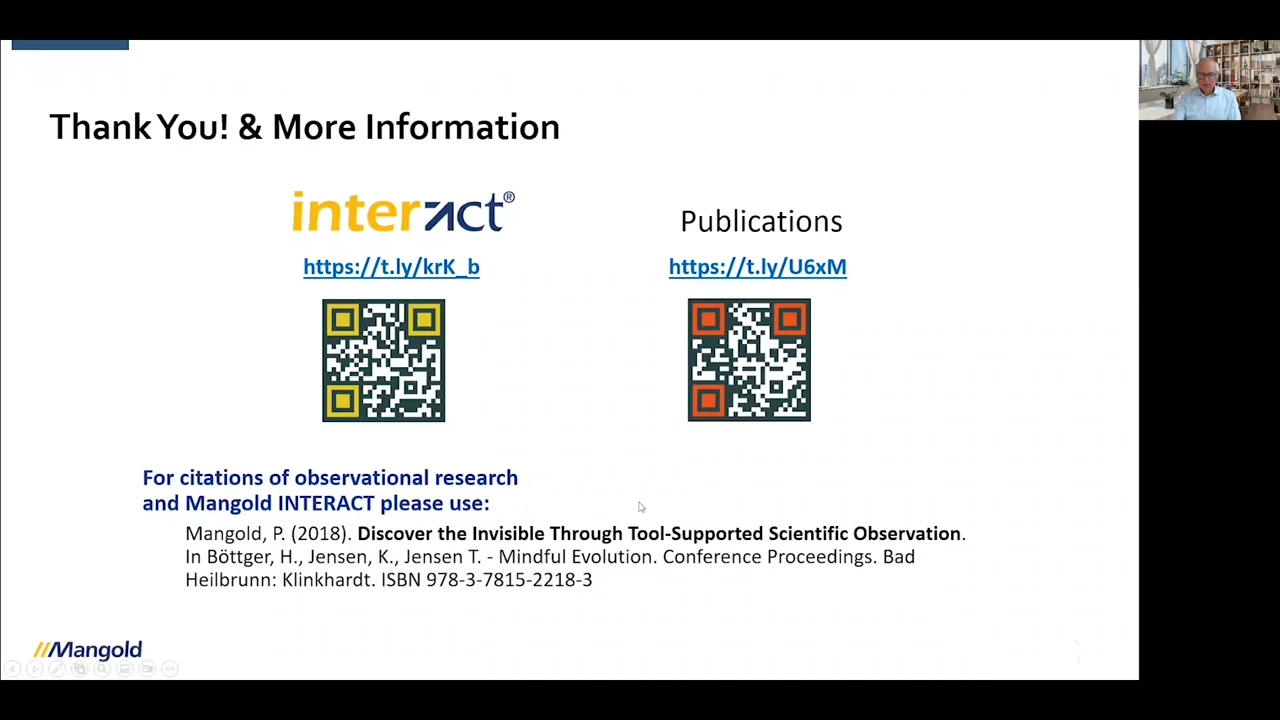 Thank You! & More Information
interact®
Publications
https://t.ly/krK_b
https://t.ly/U6xM
For citations of observational research
and Mangold INTERACT please use:
Mangold, P. (2018). Discover the Invisible Through Tool-Supported Scientific Observation.
In Böttger, H., Jensen, K., Jensen T. - Mindful Evolution. Conference Proceedings. Bad
Heilbrunn: Klinkhardt. ISBN 978-3-7815-2218-3
//Mangold